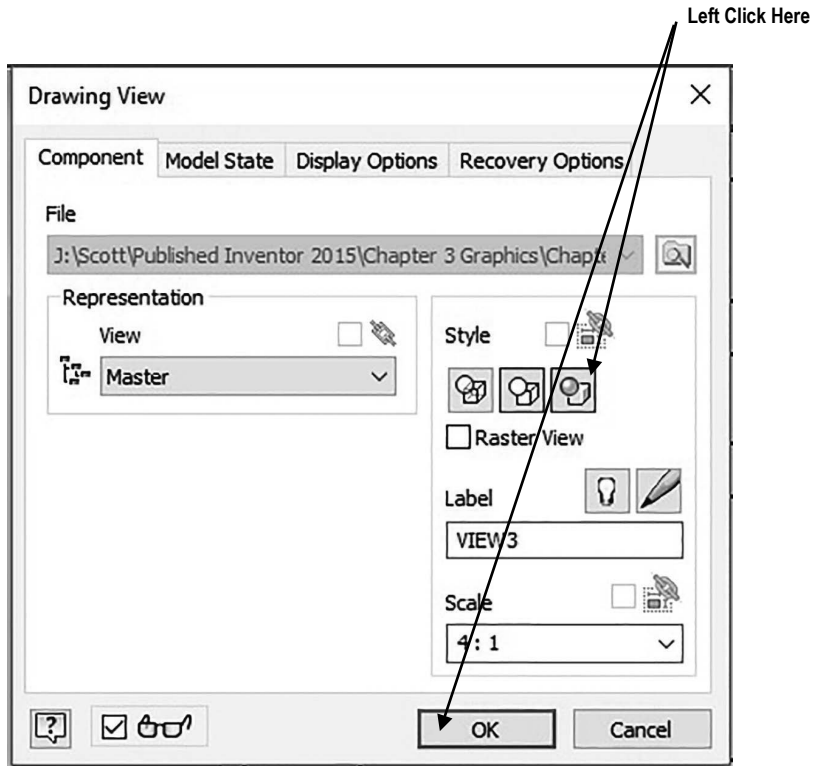 Left Click Here
Drawing View
Component Model State Display Options Recovery Options
File
J:\Scott\Published Inventor 2015\Chapter 3 Graphics\Chapte
Representation
View
Master
Style
Raster View
Label
VIEW3
Scale
4 : 1
OK Cancel